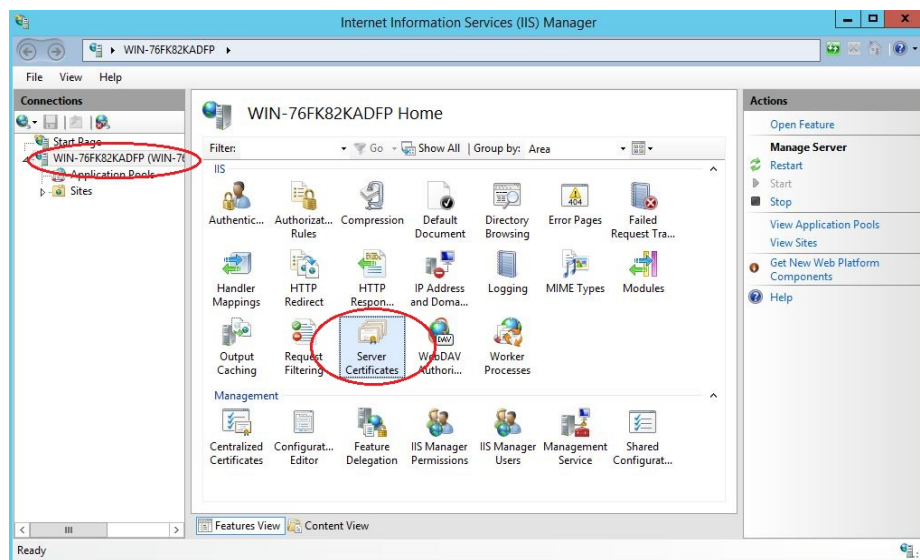 Internet Information Services (IIS) Manager
WIN-76FK82KADFP
File View Help
Connections
Start Page
WIN-76FK82KADFP (WIN-76
Application Pools
Sites
WIN-76FK82KADFP Home
Filter: Go Show All Group by: Area
IIS
Authentic... Authorizat... Compression Default Directory Error Pages Failed
Rules Document Browsing Request Tra...
Handler HTTP HTTP IP Address Logging MIME Types Modules
Mappings Redirect Respon... and Doma...
Output Request Server WebDAV Worker
Caching Filtering Certificates Authori... Processes
Management
Centralized Configurat... Feature IIS Manager IIS Manager Management Shared
Certificates Editor Delegation Permissions Users Service Configurat...
Features View Content View
Ready
Actions
Open Feature
Manage Server
Restart
Start
Stop
View Application Pools
View Sites
Get New Web Platform
Components
Help